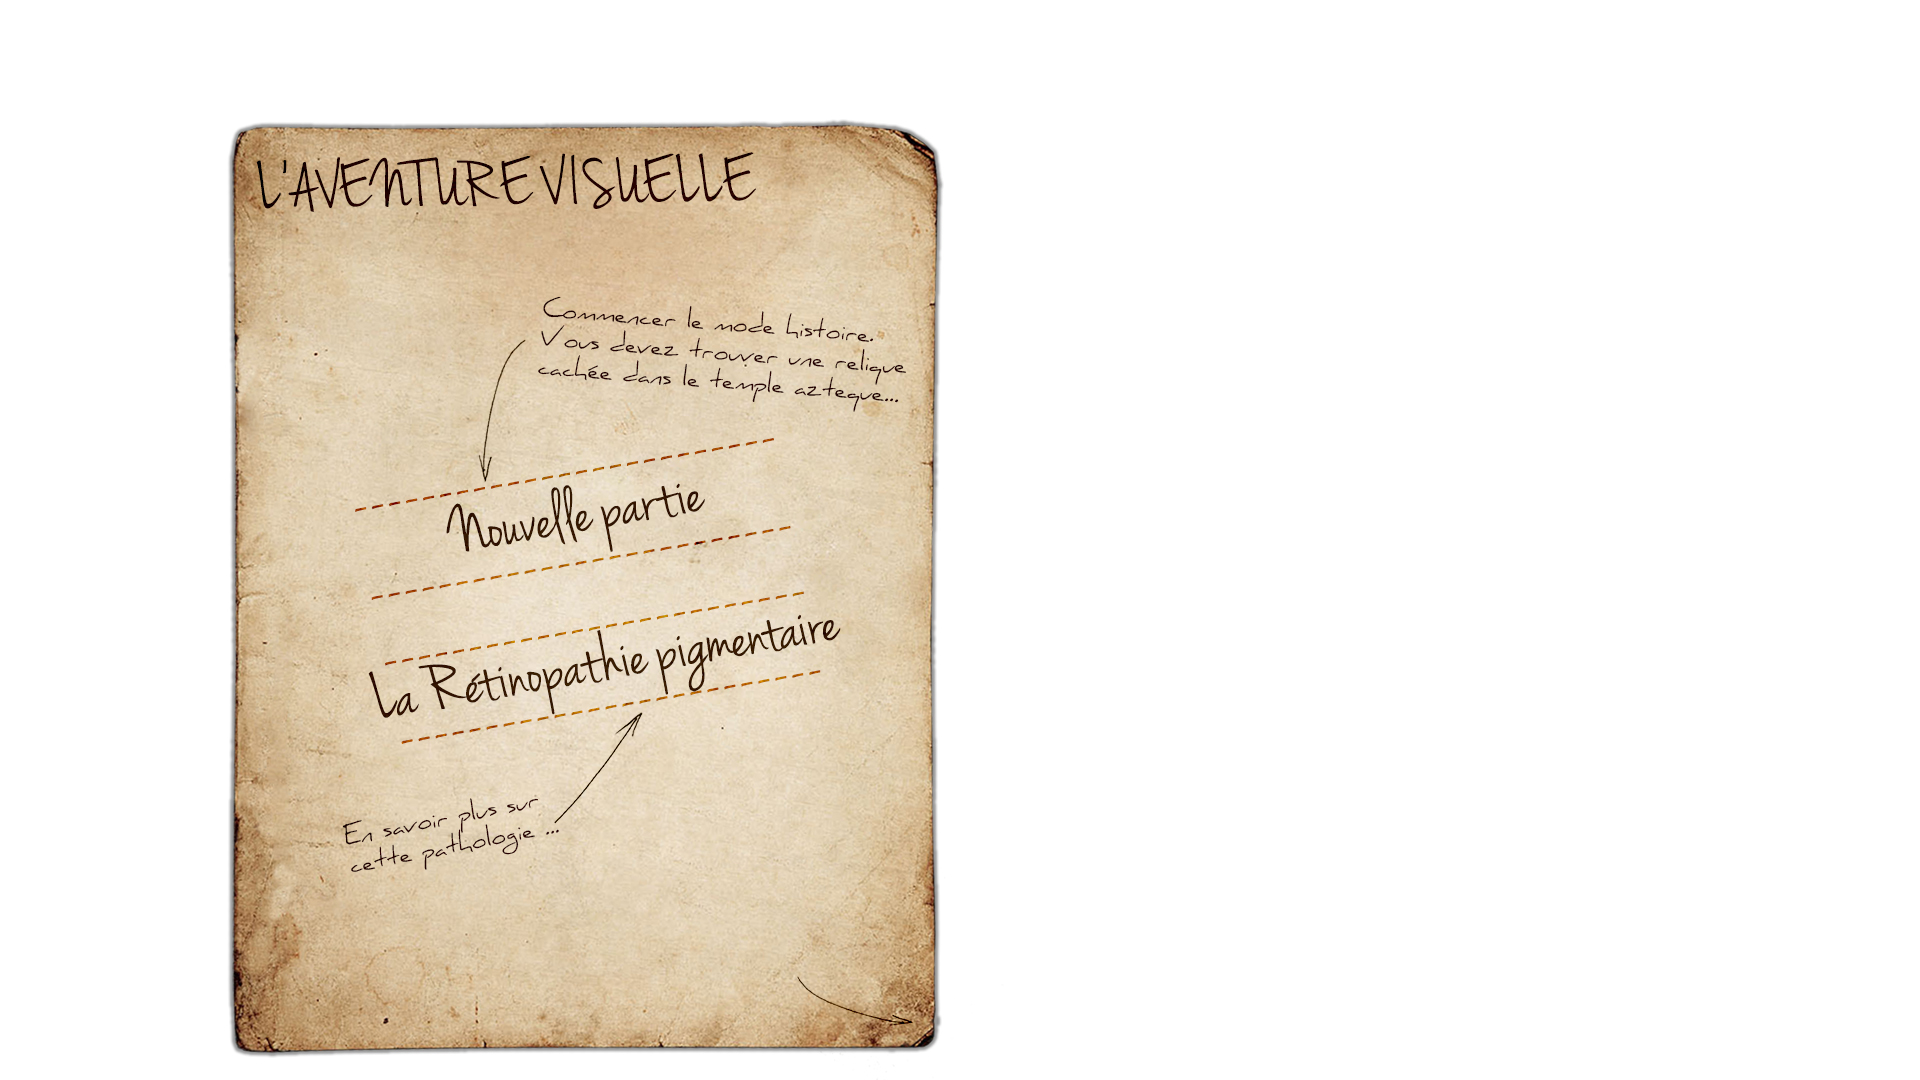 L'AVENTURE VISUELLE
Commencer le mode histoire.
Vous devez trouver une relique
cachée dans le temple azteque...
Nouvelle partie
La Rétinopathie pigmentaire
En savoir plus sur
cette pathologie ...